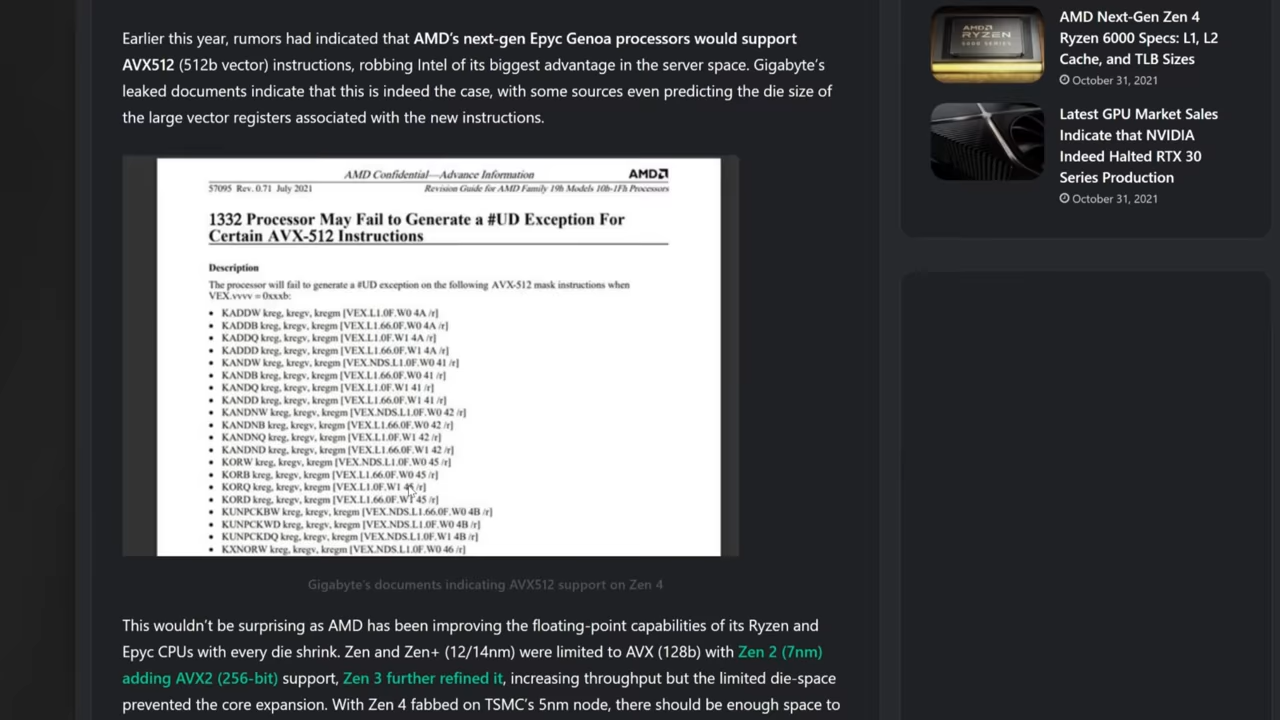 Earlier this year, rumors had indicated that AMD's next-gen Epyc Genoa processors would support
AVX512 (512b vector) instructions, robbing Intel of its biggest advantage in the server space. Gigabyte's
leaked documents indicate that this is indeed the case, with some sources even predicting the die size of
the large vector registers associated with the new instructions.
AMD Confidential—Advance Information
AMD
57095 Rev. 0.71 July 2021
Revision Guide for AMD Family 19h Models 10h-1Fh Processors
1332 Processor May Fail to Generate a #UD Exception For
Certain AVX-512 Instructions
Description
The processor will fail to generate a #UD exception on the following AVX-512 mask instructions when
VEX.vvvv = 0xxxb:
• KADDW kreg, kregv, kregm [VEX.L1.0F.W0 4A /r]
• KADDB kreg, kregv, kregm [VEX.L1.66.0F.W0 4A /r]
• KADDQ kreg, kregv, kregm [VEX.L1.0F.W1 4A /r]
• KADDD kreg, kregv, kregm [VEX.L1.66.0F.W1 4A /r]
• KANDW kreg, kregv, kregm [VEX.NDS.L1.0F.W0 41 /r]
• KANDB kreg, kregv, kregm [VEX.L1.66.0F.W0 41 /r]
• KANDQ kreg, kregv, kregm [VEX.L1.0F.W1 41 /r]
• KANDD kreg, kregv, kregm [VEX.L1.66.0F.W1 41 /r]
• KANDNW kreg, kregv, kregm [VEX.NDS.L1.0F.W0 42 /r]
• KANDNB kreg, kregv, kregm [VEX.L1.66.0F.W0 42 /r]
• KANDNQ kreg, kregv, kregm [VEX.L1.0F.W1 42 /r]
• KANDND kreg, kregv, kregm [VEX.L1.66.0F.W1 42 /r]
• KORW kreg, kregv, kregm [VEX.NDS.L1.0F.W0 45 /r]
• KORB kreg, kregv, kregm [VEX.L1.66.0F.W0 45 /r]
• KORQ kreg, kregv, kregm [VEX.L1.0F.W1 45 /r]
• KORD kreg, kregv, kregm [VEX.L1.66.0F.W1 45 /r]
• KUNPCKBW kreg, kregv, kregm [VEX.NDS.L1.66.0F.W0 4B /r]
• KUNPCKWD kreg, kregv, kregm [VEX.NDS.L1.0F.W0 4B /r]
• KUNPCKDQ kreg, kregv, kregm [VEX.NDS.L1.0F.W1 4B /r]
• KXNORW kreg, kregv, kregm [VEX.NDS.L1.0F.W0 46 /r]
Gigabyte's documents indicating AVX512 support on Zen 4
This wouldn't be surprising as AMD has been improving the floating-point capabilities of its Ryzen and
Epyc CPUs with every die shrink. Zen and Zen+ (12/14nm) were limited to AVX (128b) with Zen 2 (7nm)
adding AVX2 (256-bit) support, Zen 3 further refined it, increasing throughput but the limited die-space
prevented the core expansion. With Zen 4 fabbed on TSMC's 5nm node, there should be enough space to
AMD
RYZEN
AMD Next-Gen Zen 4
Ryzen 6000 Specs: L1, L2
Cache, and TLB Sizes
October 31, 2021
Latest GPU Market Sales
Indicate that NVIDIA
Indeed Halted RTX 30
Series Production
October 31, 2021